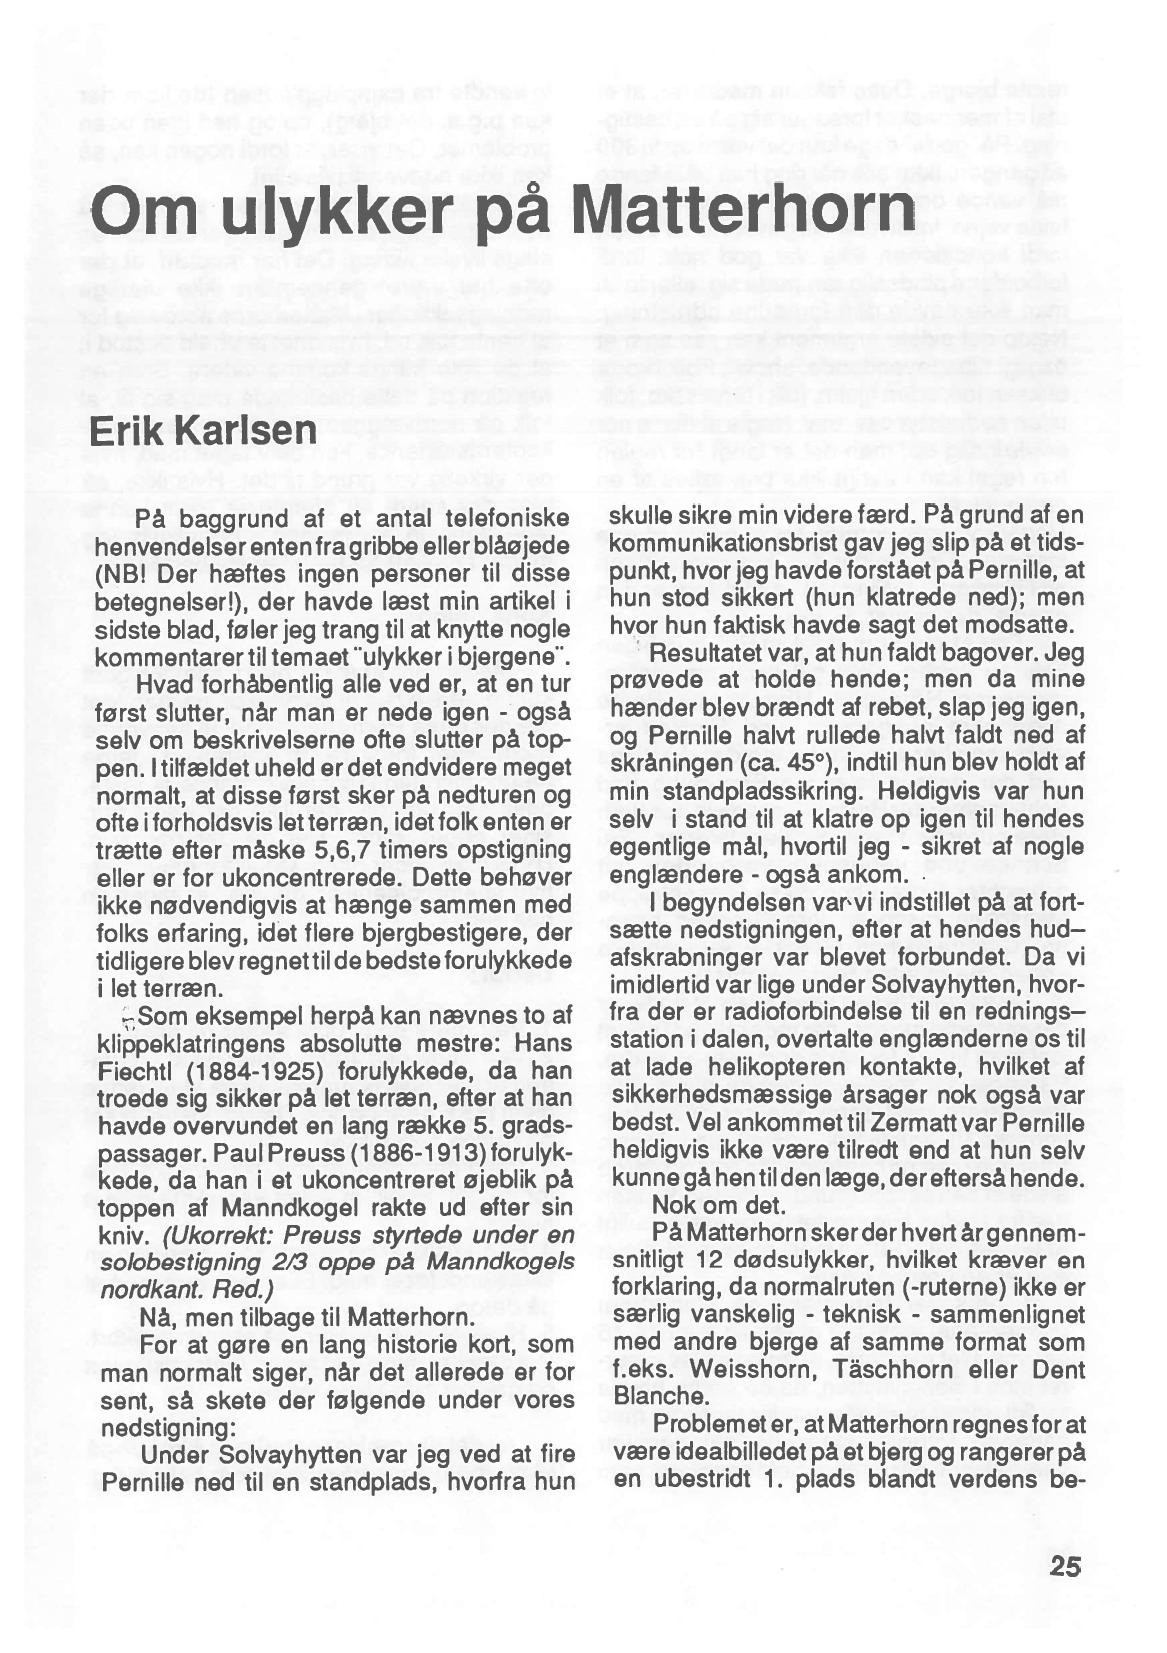 Om ulykker på Matterhorn
Erik Karlsen
På baggrund af et antal telefoniske
henvendelser enten fra gribbe eller blåøjede
(NB! Der hæftes ingen personer til disse
betegnelser!), der havde læst min artikel i
sidste blad, føler jeg trang til at knytte nogle
kommentarer til temaet "ulykker i bjergene".
Hvad forhåbentlig alle ved er, at en tur
først slutter, når man er nede igen - også
selv om beskrivelserne ofte slutter på top-
pen. I tilfældet uheld er det endvidere meget
normalt, at disse først sker på nedturen og
ofte i forholdsvis let terræn, idet folk enten er
trætte efter måske 5,6,7 timers opstigning
eller er for ukoncentrerede. Dette behøver
ikke nødvendigvis at hænge sammen med
folks erfaring, idet flere bjergbestigere, der
tidligere blev regnet til de bedste forulykkede
i let terræn.
Som eksempel herpå kan nævnes to af
klippeklatringens absolutte mestre: Hans
Fiechtl (1884-1925) forulykkede, da han
troede sig sikker på let terræn, efter at han
havde overvundet en lang række 5. grads-
passager. Paul Preuss (1886-1913) forulyk-
kede, da han i et ukoncentreret øjeblik på
toppen af Manndkogel rakte ud efter sin
kniv. (Ukorrekt: Preuss styrtede under en
solobestigning 2/3 oppe på Manndkogels
nordkant. Red.)
Nå, men tilbage til Matterhorn.
For at gøre en lang historie kort, som
man normalt siger, når det allerede er for
sent, så skete der følgende under vores
nedstigning:
Under Solvayhytten var jeg ved at fire
Pernille ned til en standplads, hvorfra hun
skulle sikre min videre færd. På grund af en
kommunikationsbrist gav jeg slip på et tids-
punkt, hvor jeg havde forstået på Pernille, at
hun stod sikkert (hun klatrede ned); men
hvor hun faktisk havde sagt det modsatte.
Resultatet var, at hun faldt bagover. Jeg
prøvede at holde hende; men da mine
hænder blev brændt af rebet, slap jeg igen,
og Pernille halvt rullede halvt faldt ned af
skråningen (ca. 45°), indtil hun blev holdt af
min standpladssikring. Heldigvis var hun
selv i stand til at klatre op igen til hendes
egentlige mål, hvortil jeg - sikret af nogle
englændere - også ankom.
I begyndelsen var vi indstillet på at fort-
sætte nedstigningen, efter at hendes hud-
afskrabninger var blevet forbundet. Da vi
imidlertid var lige under Solvayhytten, hvor-
fra der er radioforbindelse til en rednings-
station i dalen, overtalte englænderne os til
at lade helikopteren kontakte, hvilket af
sikkerhedsmæssige årsager nok også var
bedst. Vel ankommet til Zermatt var Pernille
heldigvis ikke være tilredt end at hun selv
kunne gå hen til den læge, der efterså hende.
Nok om det.
På Matterhorn sker der hvert år gennem-
snitligt 12 dødsulykker, hvilket kræver en
forklaring, da normalruten (-ruterne) ikke er
særlig vanskelig - teknisk - sammenlignet
med andre bjerge af samme format som
f.eks. Weisshorn, Täschhorn eller Dent
Blanche.
Problemet er, at Matterhorn regnes for at
være idealbilledet på et bjerg og rangerer på
en ubestridt 1. plads blandt verdens be-
25